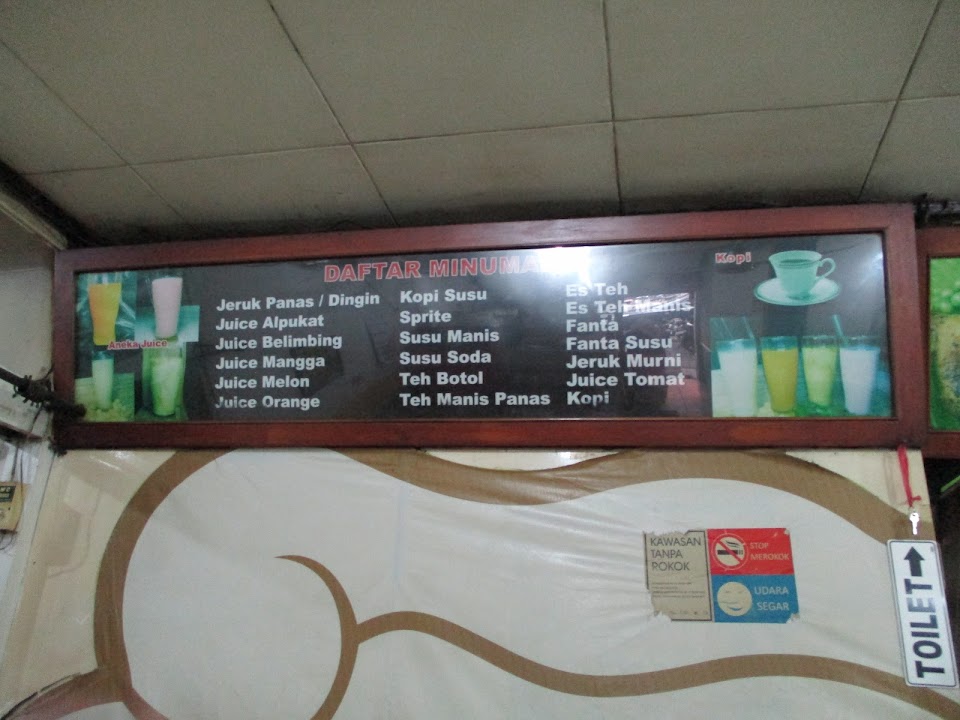 DAFTAR MINUMAN
Kopi
Aneka Juice
Jeruk Panas / Dingin
Juice Alpukat
Juice Belimbing
Juice Mangga
Juice Melon
Juice Orange
Kopi Susu
Sprite
Susu Manis
Susu Soda
Teh Botol
Teh Manis Panas
Es Teh
Es Teh Manis
Fanta
Fanta Susu
Jeruk Murni
Juice Tomat
Kopi
KAWASAN
TANPA
ROKOK
STOP
MEROKOK
UDARA
SEGAR
TOILET